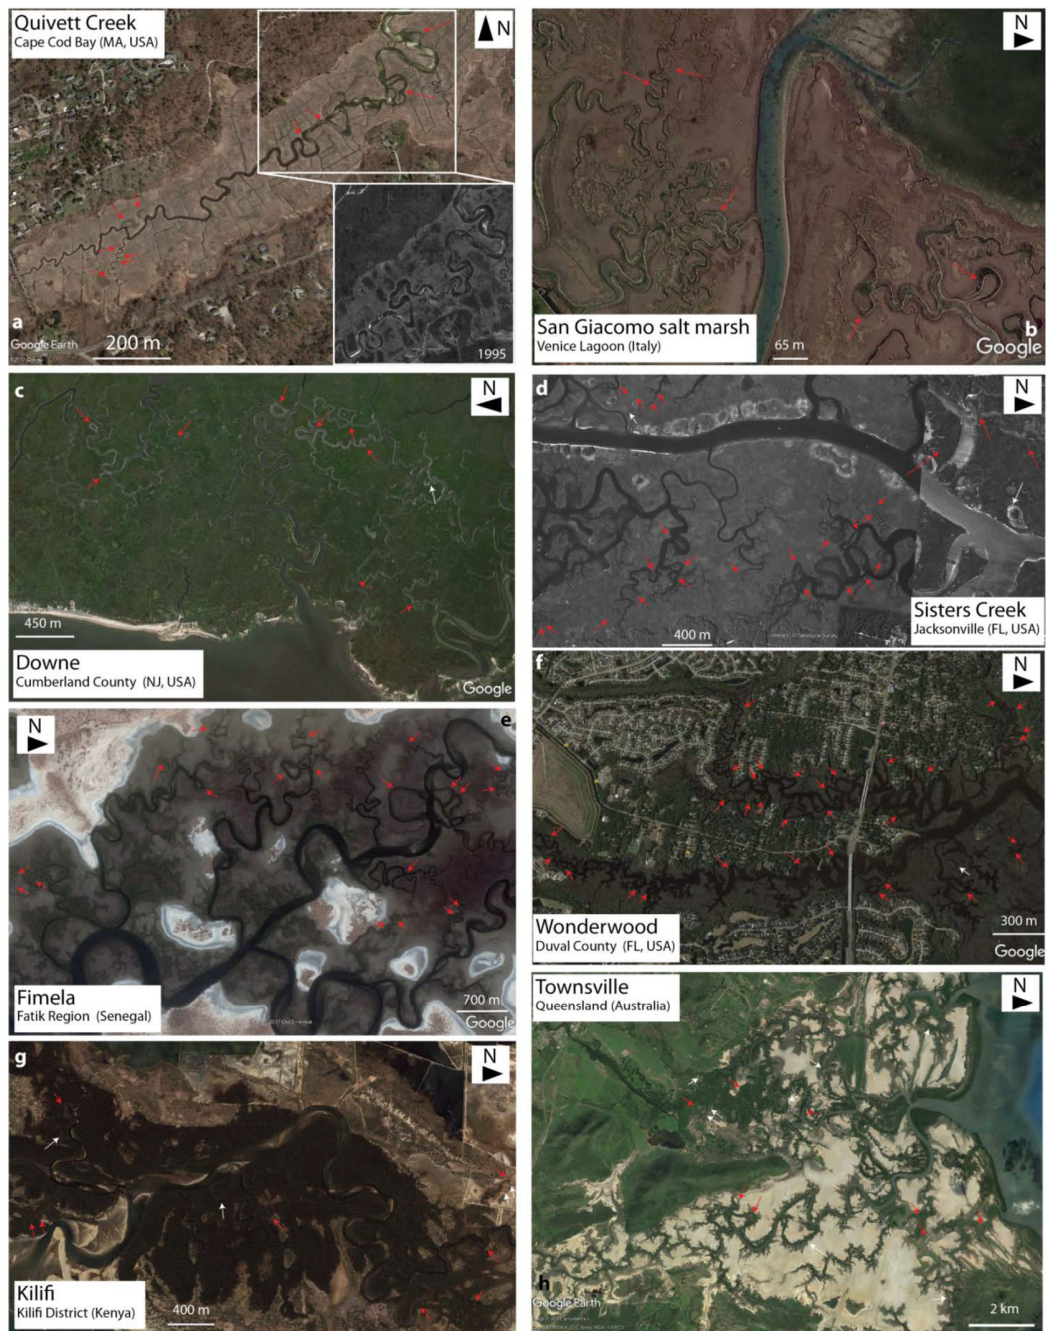 Quivett Creek
Cape Cod Bay (MA, USA)
N
1995
a
Google Earth
200 m
N
San Giacomo salt marsh
Venice Lagoon (Italy)
65 m
b
Google
c
N
450 m
Downe
Cumberland County (NJ, USA)
Google
d
N
Sisters Creek
Jacksonville (FL, USA)
400 m
N
e
Fimela
Fatik Region (Senegal)
700 m
Google
f
N
Wonderwood
Duval County (FL, USA)
300 m
Google
g
N
Kilifi
Kilifi District (Kenya)
400 m
Townsville
Queensland (Australia)
N
h
Google Earth
2 km